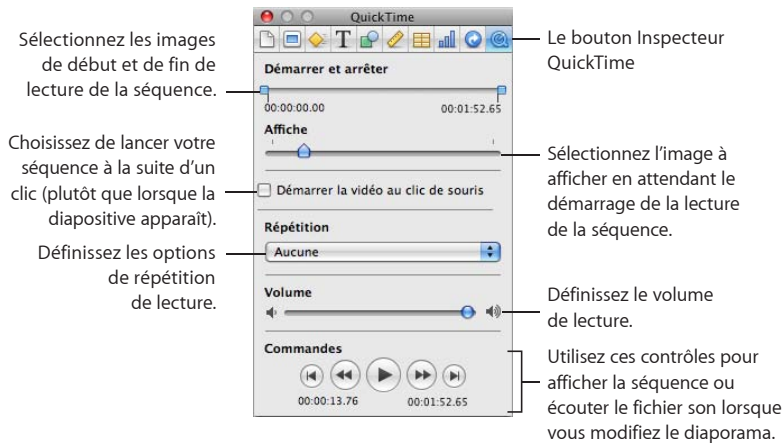 Sélectionnez les images
de début et de fin de
lecture de la séquence.
Choisissez de lancer votre
séquence à la suite d’un
clic (plutôt que lorsque la
diapositive apparaît).
Définissez les options
de répétition
de lecture.
QuickTime
T
Démarrer et arrêter
00:00:00.00 00:01:52.65
Affiche
Démarrer la vidéo au clic de souris
Répétition
Aucune
Volume
Commandes
00:00:13.76 00:01:52.65
Le bouton Inspecteur
QuickTime
Sélectionnez l’image à
afficher en attendant le
démarrage de la lecture
de la séquence.
Définissez le volume
de lecture.
Utilisez ces contrôles pour
afficher la séquence ou
écouter le fichier son lorsque
vous modifiez le diaporama.